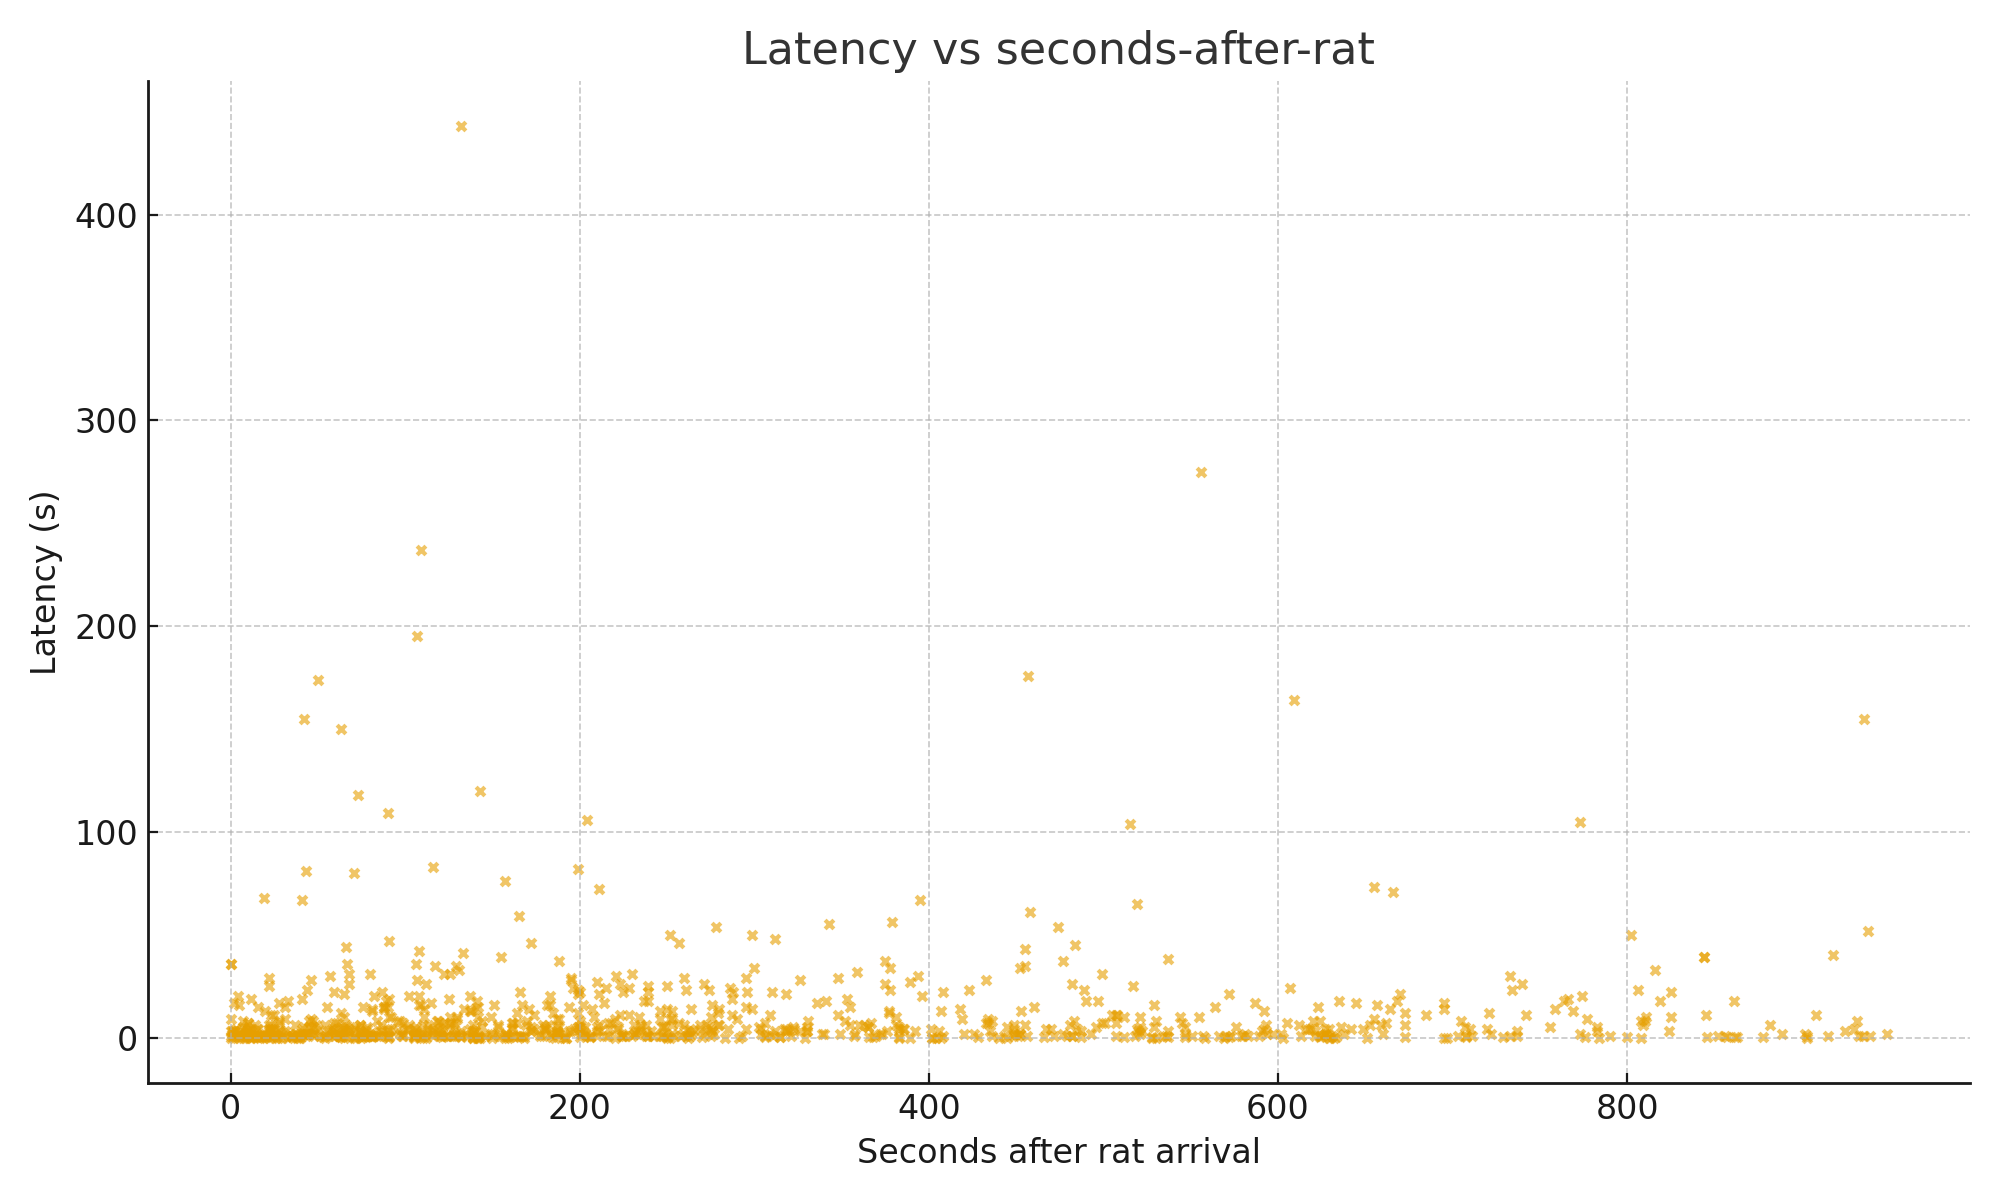 Latency vs seconds-after-rat
Latency (s)
400
300
200
100
0
0 200 400 600 800
Seconds after rat arrival